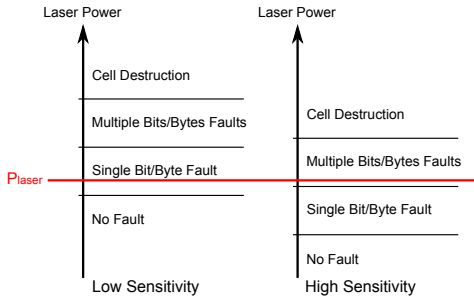 Laser Power
Cell Destruction
Multiple Bits/Bytes Faults
Single Bit/Byte Fault
Plaser
No Fault
Low Sensitivity
Laser Power
Cell Destruction
Multiple Bits/Bytes Faults
Single Bit/Byte Fault
No Fault
High Sensitivity